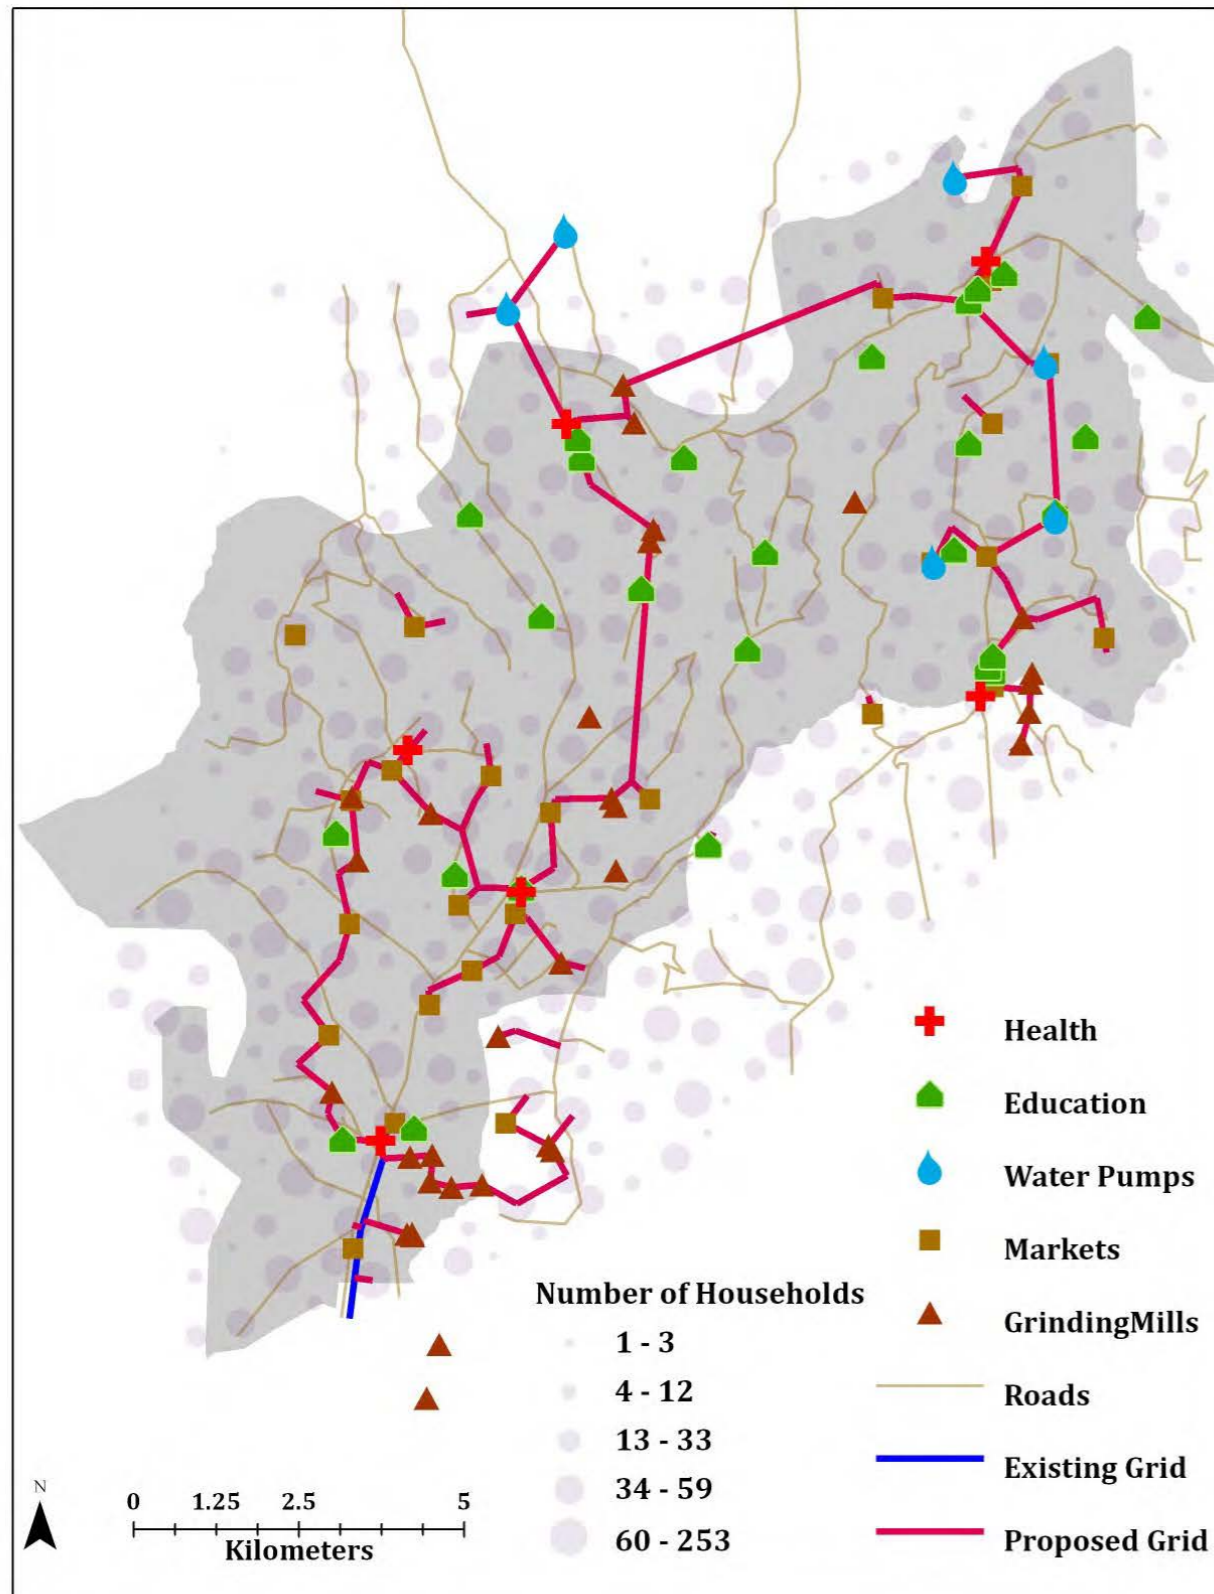 Health
Education
Water Pumps
Markets
GrindingMills
Roads
Existing Grid
Proposed Grid
Number of Households
1 - 3
4 - 12
13 - 33
34 - 59
60 - 253
N
0 1.25 2.5 5
Kilometers